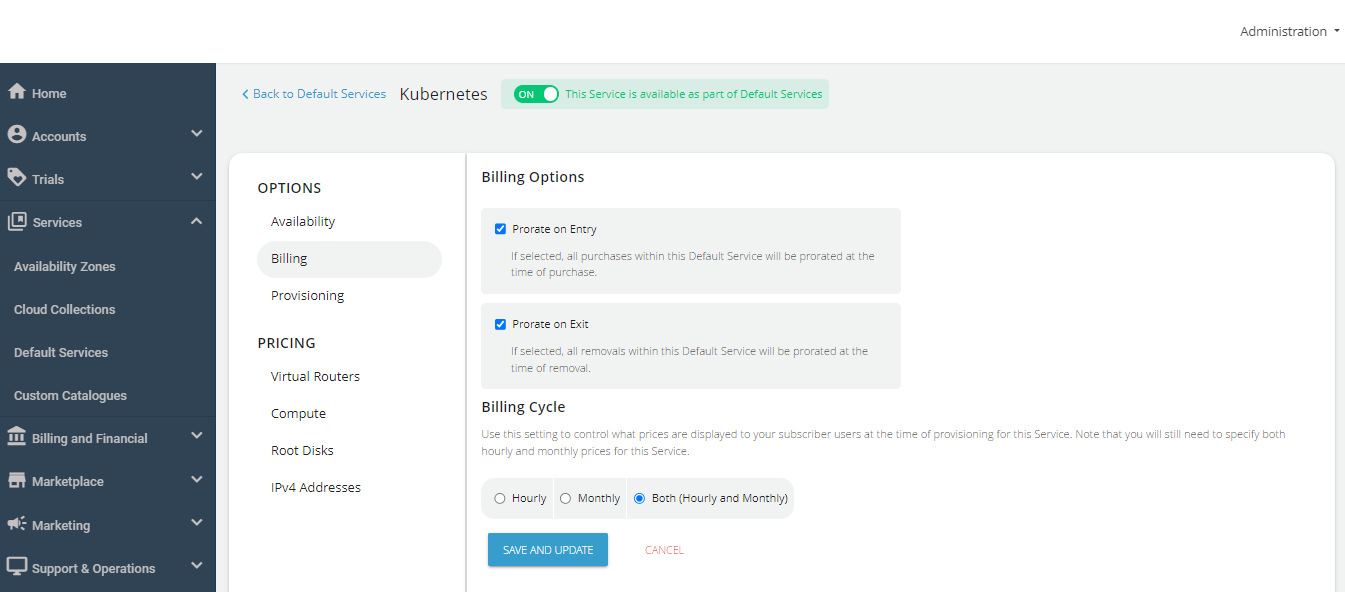 Administration
Home
Accounts
Trials
Services
Availability Zones
Cloud Collections
Default Services
Custom Catalogues
Billing and Financial
Marketplace
Marketing
Support & Operations
Back to Default Services
Kubernetes
ON
This Service is available as part of Default Services
OPTIONS
Availability
Billing
Provisioning
PRICING
Virtual Routers
Compute
Root Disks
IPv4 Addresses
Billing Options
Prorate on Entry
If selected, all purchases within this Default Service will be prorated at the
time of purchase.
Prorate on Exit
If selected, all removals within this Default Service will be prorated at the
time of removal.
Billing Cycle
Use this setting to control what prices are displayed to your subscriber users at the time of provisioning for this Service. Note that you will still need to specify both
hourly and monthly prices for this Service.
Hourly
Monthly
Both (Hourly and Monthly)
SAVE AND UPDATE
CANCEL